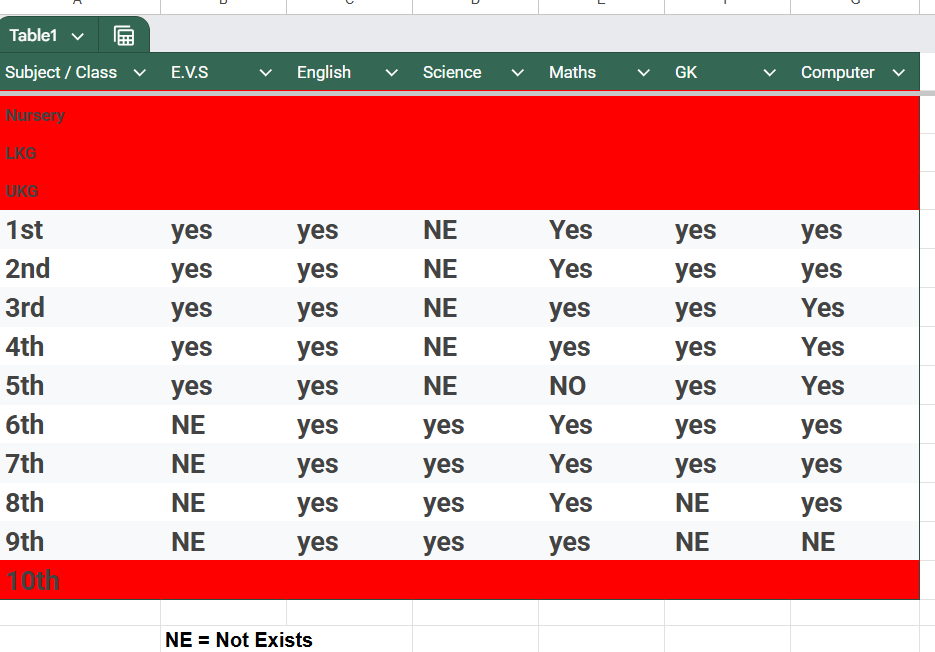 Table1
Subject / Class E.V.S English Science Maths GK Computer
Nursery
LKG
UKG
1st yes yes NE Yes yes yes
2nd yes yes NE Yes yes yes
3rd yes yes NE yes yes Yes
4th yes yes NE yes yes Yes
5th yes yes NE NO yes Yes
6th NE yes yes Yes yes yes
7th NE yes yes Yes yes yes
8th NE yes yes Yes NE yes
9th NE yes yes yes NE NE
10th
NE = Not Exists